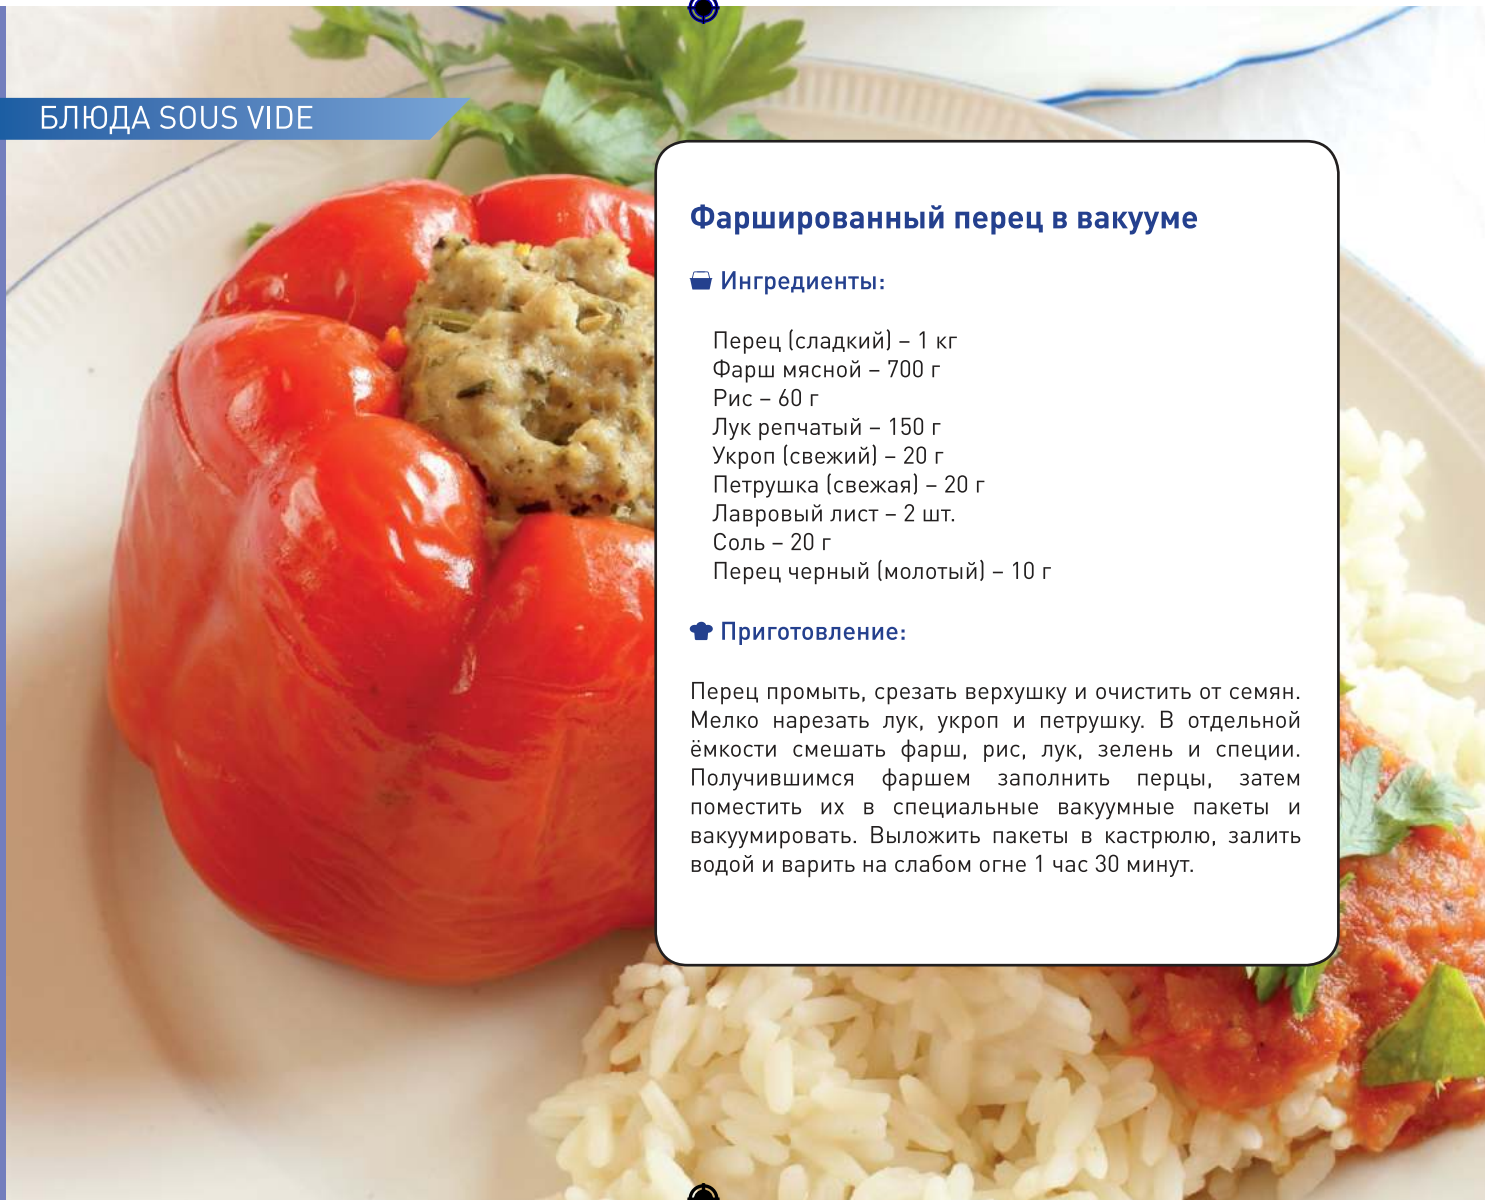 БЛЮДА SOUS VIDE
Фаршированный перец в вакууме
Ингредиенты:
Перец (сладкий) – 1 кг
Фарш мясной – 700 г
Рис – 60 г
Лук репчатый – 150 г
Укроп (свежий) – 20 г
Петрушка (свежая) – 20 г
Лавровый лист – 2 шт.
Соль – 20 г
Перец черный (молотый) – 10 г
Приготовление:
Перец промыть, срезать верхушку и очистить от семян.
Мелко нарезать лук, укроп и петрушку. В отдельной
ёмкости смешать фарш, рис, лук, зелень и специи.
Получившимся фаршем заполнить перцы, затем
поместить их в специальные вакуумные пакеты и
вакуумировать. Выложить пакеты в кастрюлю, залить
водой и варить на слабом огне 1 час 30 минут.